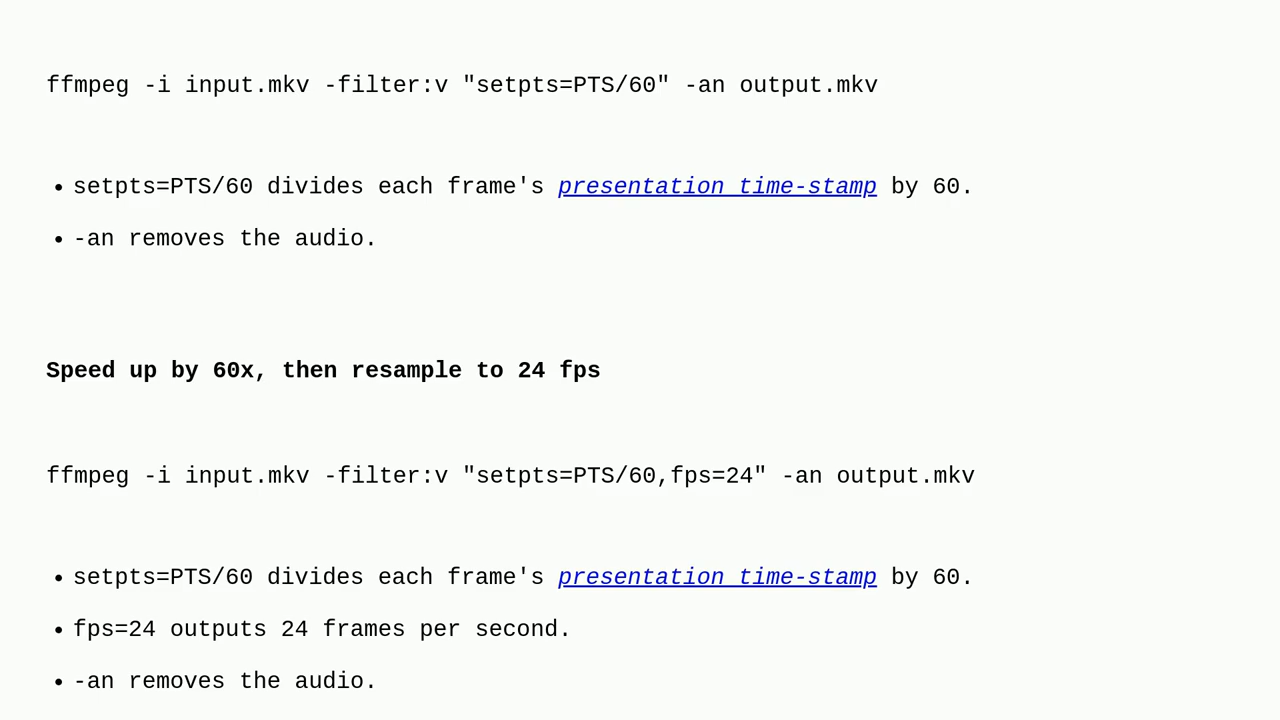 ffmpeg -i input.mkv -filter:v "setpts=PTS/60" -an output.mkv
• setpts=PTS/60 divides each frame's presentation time-stamp by 60.
• -an removes the audio.
Speed up by 60x, then resample to 24 fps
ffmpeg -i input.mkv -filter:v "setpts=PTS/60,fps=24" -an output.mkv
• setpts=PTS/60 divides each frame's presentation time-stamp by 60.
• fps=24 outputs 24 frames per second.
• -an removes the audio.